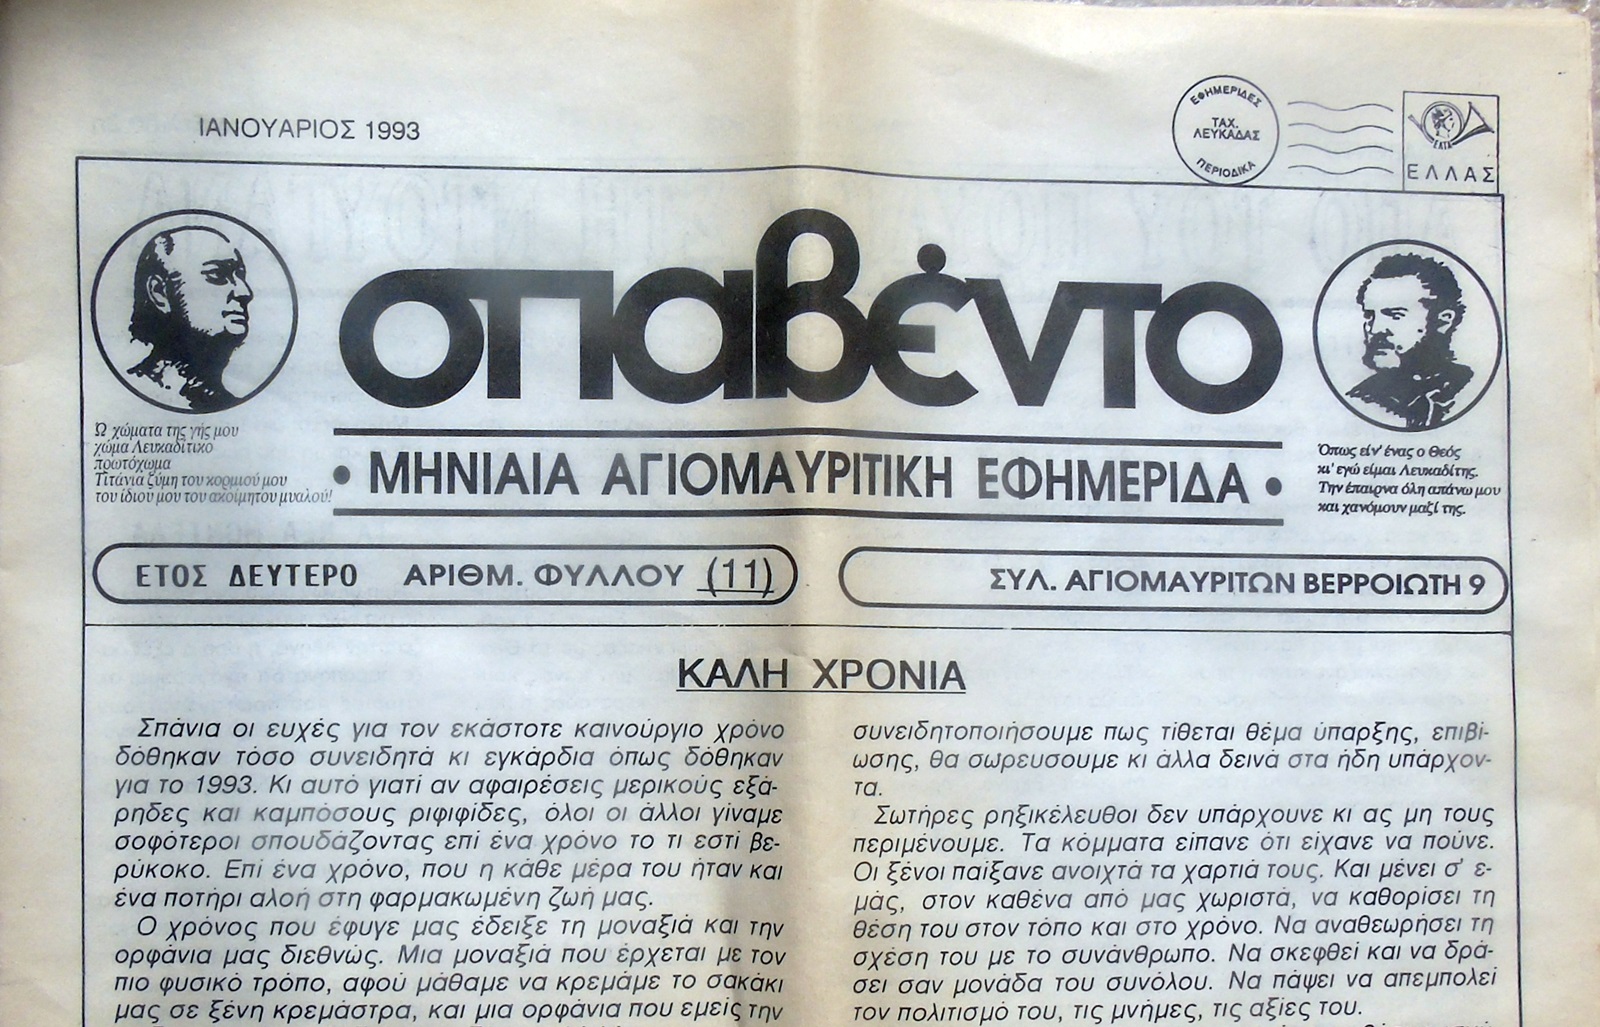 ΙΑΝΟΥΑΡΙΟΣ 1993
ΕΦΗΜΕΡΙΔΕΣ
ΤΑΧ.
ΛΕΥΚΑΔΑΣ
ΠΕΡΙΟΔΙΚΑ
ΕΛΤΑ
ΕΛΛΑΣ
σπαβέντο
Ὦ χώματα της γής μου
χώμα Λευκαδίτικο
πρωτόχωμα
Τιτάνια ζύμη του κορμιού μου
του ίδιου μου του ακοίμητου μυαλού!
• ΜΗΝΙΑΙΑ ΑΓΙΟΜΑΥΡΙΤΙΚΗ ΕΦΗΜΕΡΙΔΑ •
Όπως είν' ένας ο Θεός
κι' εγώ είμαι Λευκαδίτης.
Την έπαιρνα όλη απάνω μου
και χανόμουν μαζί της.
ΕΤΟΣ ΔΕΥΤΕΡΟ ΑΡΙΘΜ. ΦΥΛΛΟΥ (11)
ΣΥΛ. ΑΓΙΟΜΑΥΡΙΤΩΝ ΒΕΡΡΟΙΩΤΗ 9
ΚΑΛΗ ΧΡΟΝΙΑ
Σπάνια οι ευχές για τον εκάστοτε καινούργιο χρόνο
δόθηκαν τόσο συνειδητά κι εγκάρδια όπως δόθηκαν
για το 1993. Κι αυτό γιατί αν αφαιρέσεις μερικούς εξά-
ρηδες και καμπόσους ριφιφίδες, όλοι οι άλλοι γίναμε
σοφότεροι σπουδάζοντας επί ένα χρόνο το τι εστί βε-
ρύκοκο. Επί ένα χρόνο, που η κάθε μέρα του ήταν και
ένα ποτήρι αλοή στη φαρμακωμένη ζωή μας.
Ο χρόνος που έφυγε μας έδειξε τη μοναξιά και την
ορφάνια μας διεθνώς. Μια μοναξιά που έρχεται με τον
πιο φυσικό τρόπο, αφού μάθαμε να κρεμάμε το σακάκι
μας σε ξένη κρεμάστρα, και μια ορφάνια που εμείς την
συνειδητοποιήσουμε πως τίθεται θέμα ύπαρξης, επιβί-
ωσης, θα σωρευσουμε κι άλλα δεινά στα ήδη υπάρχον-
τα.
Σωτήρες ρηξικέλευθοι δεν υπάρχουνε κι ας μη τους
περιμένουμε. Τα κόμματα είπανε ότι είχανε να πούνε.
Οι ξένοι παίξανε ανοιχτά τα χαρτιά τους. Και μένει σ' ε-
μάς, στον καθένα από μας χωριστά, να καθορίσει τη
θέση του στον τόπο και στο χρόνο. Να αναθεωρήσει τη
σχέση του με το συνάνθρωπο. Να σκεφθεί και να δρά-
σει σαν μονάδα του συνόλου. Να πάψει να απεμπολεί
τον πολιτισμό του, τις μνήμες, τις αξίες του.